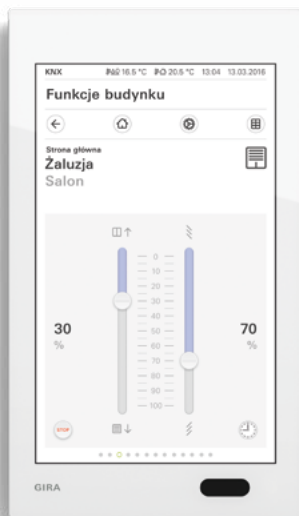 KNX 16.5 °C 20.5 °C 13:04 13.03.2016
Funkcje budynku
Strona główna
Żaluzja
Salon
0
10
20
30
40
50
60
70
80
90
100
30
%
70
%
STOP
GIRA